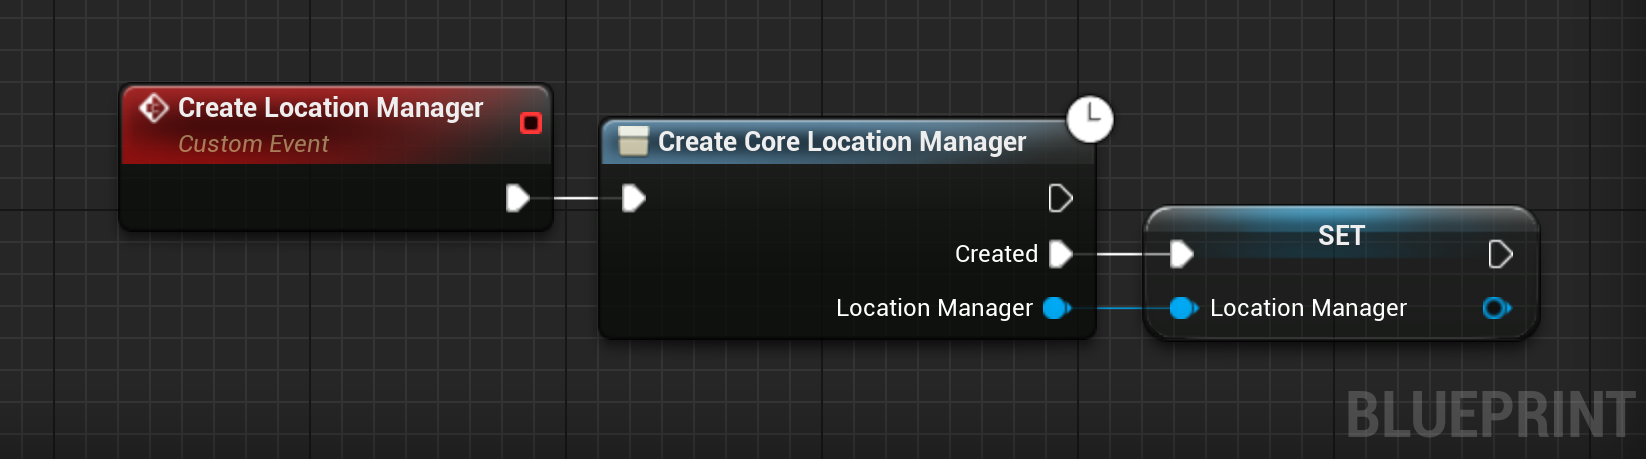 Create Location Manager
Custom Event
Create Core Location Manager
Created
Location Manager
SET
Location Manager
BLUEPRINT